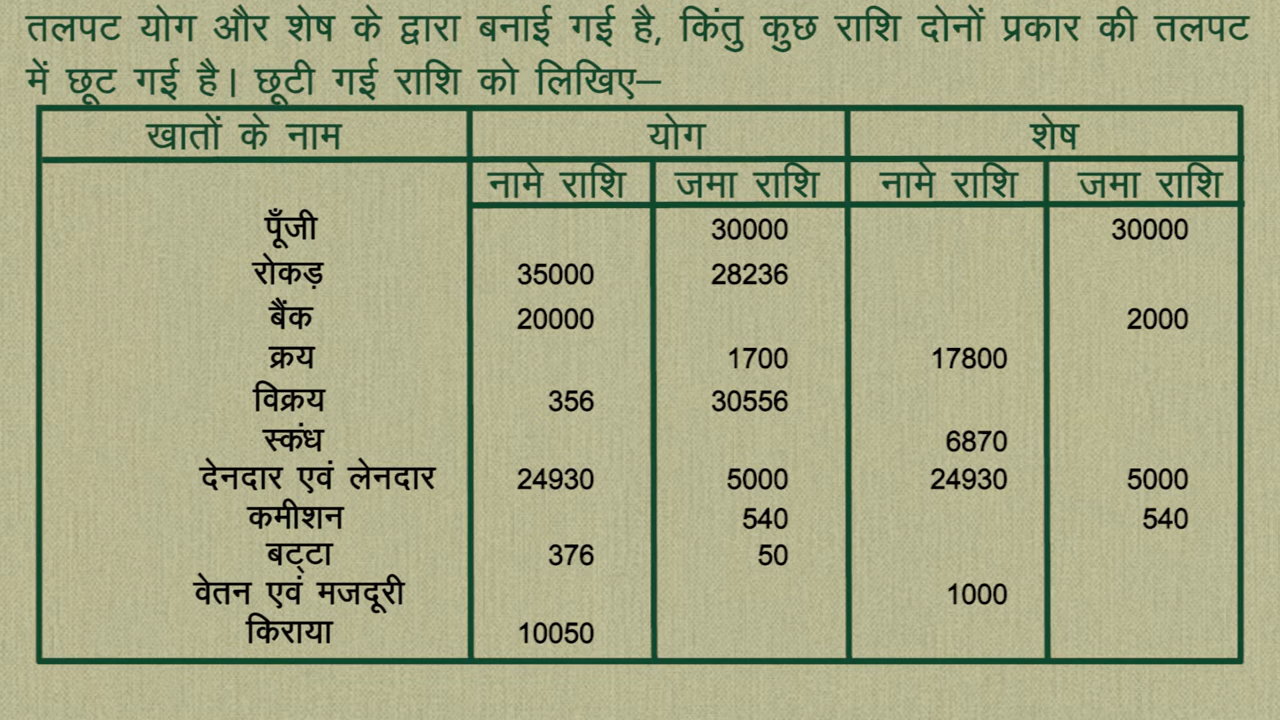 तलपट योग और शेष के द्वारा बनाई गई है, किंतु कुछ राशि दोनों प्रकार की तलपट
में छूट गई है। छूटी गई राशि को लिखिए–
खातों के नाम योग शेष
नामे राशि जमा राशि नामे राशि जमा राशि
पूँजी 30000 30000
रोकड़ 35000 28236
बैंक 20000 2000
क्रय 1700 17800
विक्रय 356 30556
स्कंध 6870
देनदार एवं लेनदार 24930 5000 24930 5000
कमीशन 540 540
बट्टा 376 50
वेतन एवं मजदूरी 1000
किराया 10050